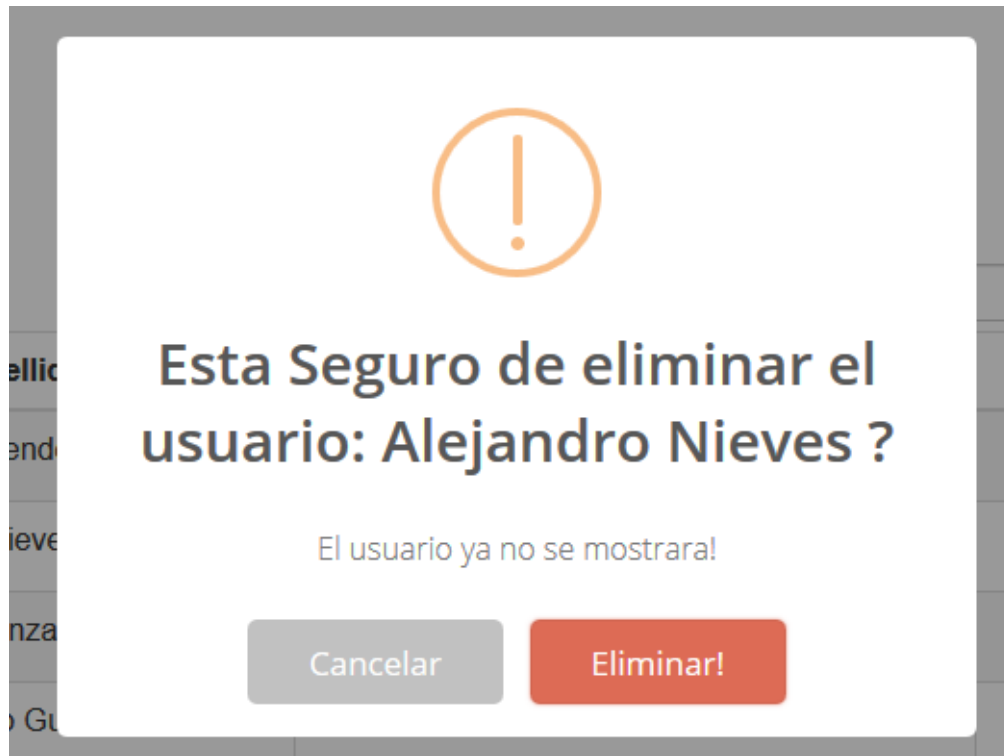 Esta Seguro de eliminar el
usuario: Alejandro Nieves ?
El usuario ya no se mostrara!
Cancelar
Eliminar!